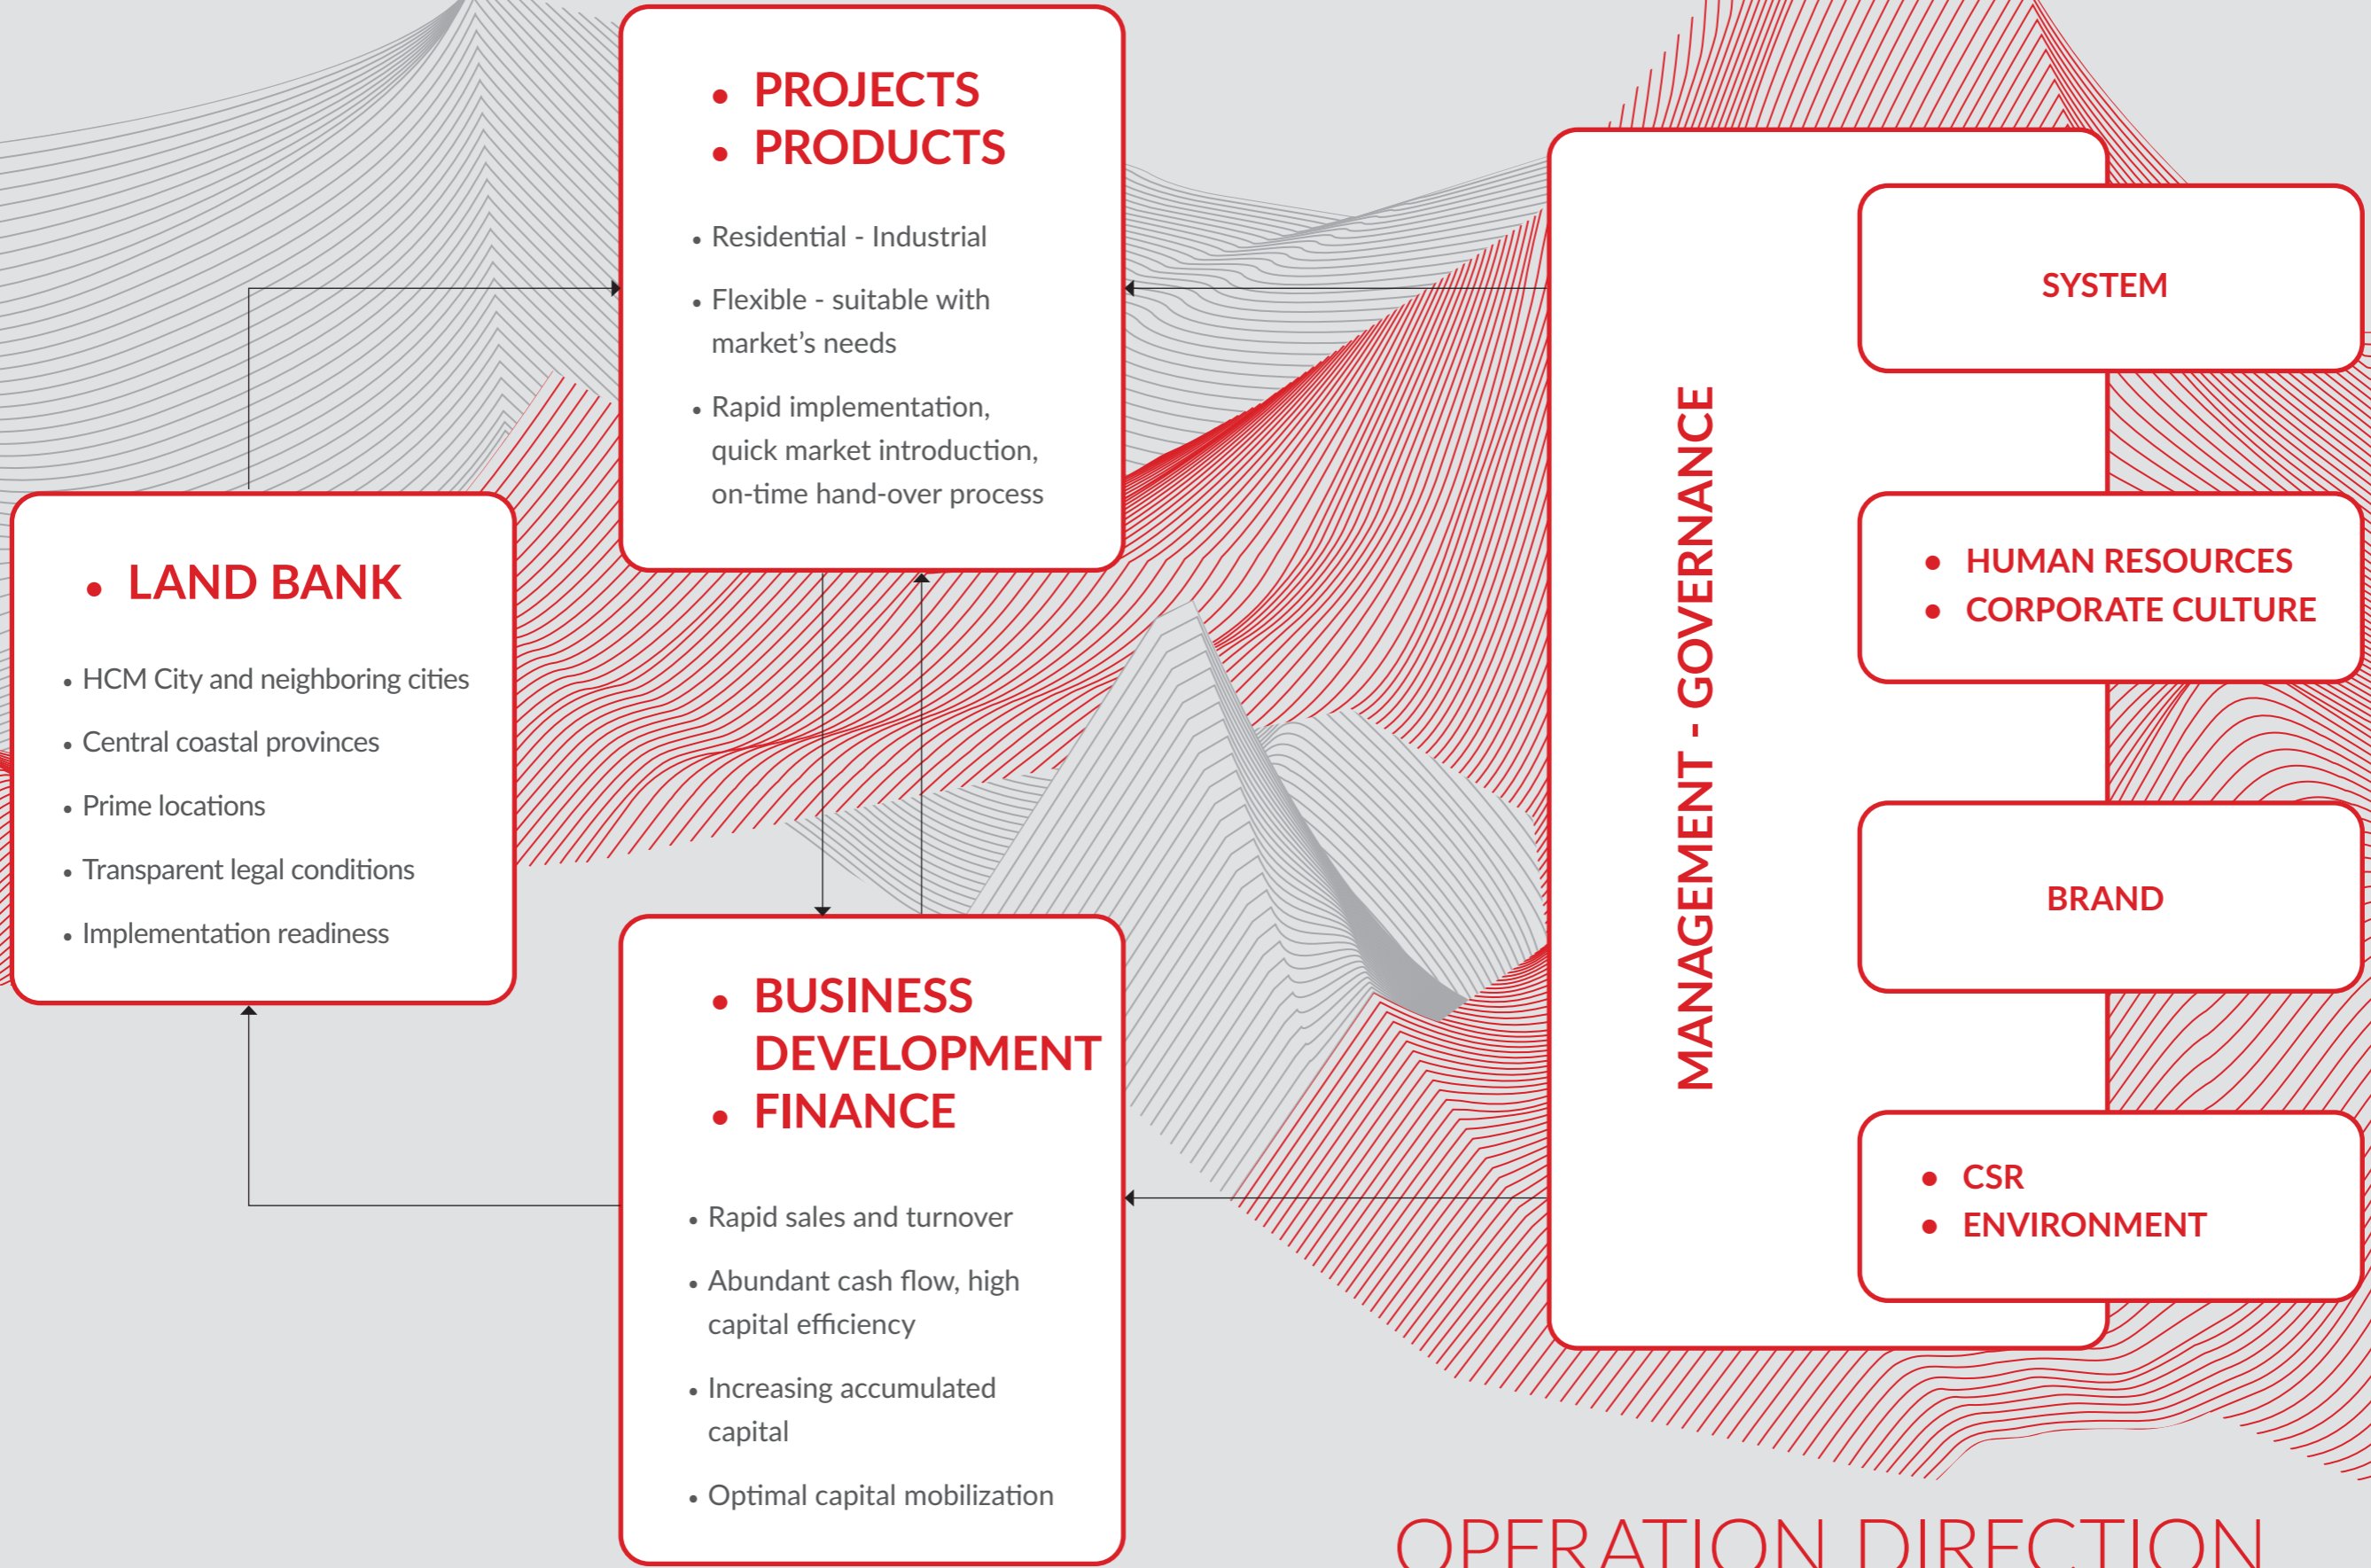 • PROJECTS
• PRODUCTS
• Residential - Industrial
• Flexible - suitable with
market’s needs
• Rapid implementation,
quick market introduction,
on-time hand-over process
• LAND BANK
• HCM City and neighboring cities
• Central coastal provinces
• Prime locations
• Transparent legal conditions
• Implementation readiness
• BUSINESS
DEVELOPMENT
• FINANCE
• Rapid sales and turnover
• Abundant cash flow, high
capital efficiency
• Increasing accumulated
capital
• Optimal capital mobilization
MANAGEMENT - GOVERNANCE
SYSTEM
• HUMAN RESOURCES
• CORPORATE CULTURE
BRAND
• CSR
• ENVIRONMENT
OPERATION DIRECTION